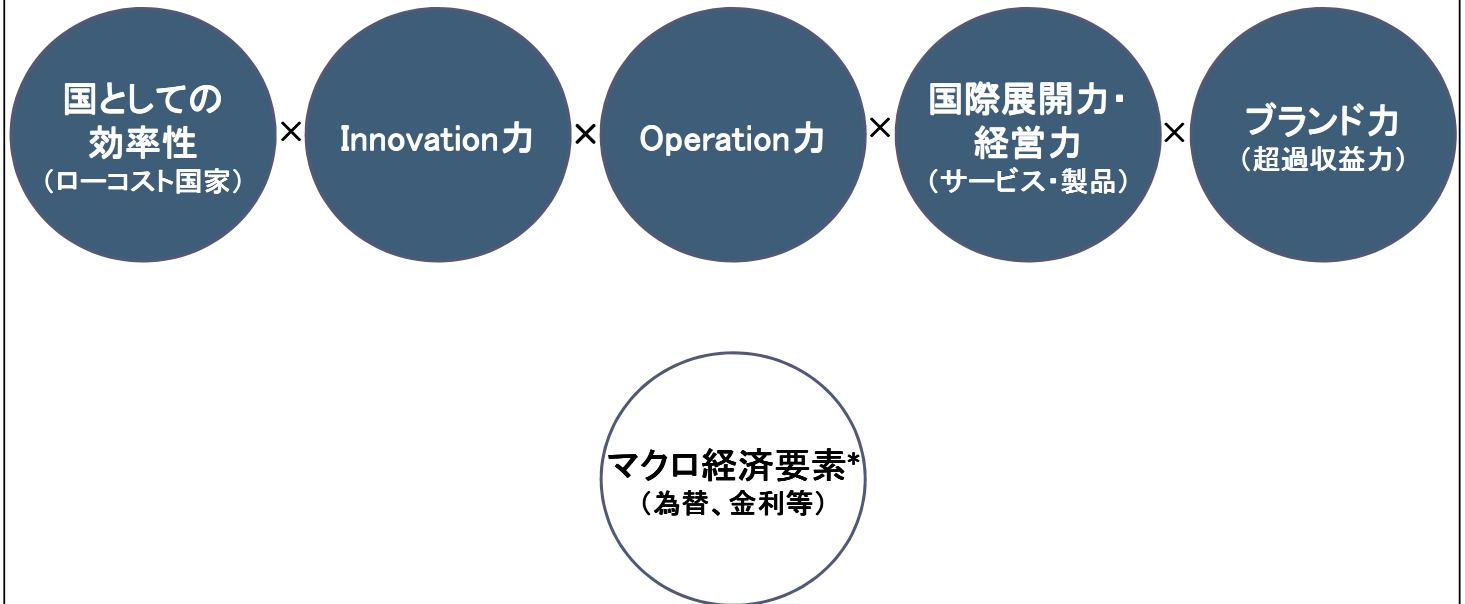 国としての
効率性
（ローコスト国家）
×
Innovation力
×
Operation力
×
国際展開力・
経営力
（サービス・製品）
×
ブランド力
（超過収益力）
マクロ経済要素*
（為替、金利等）